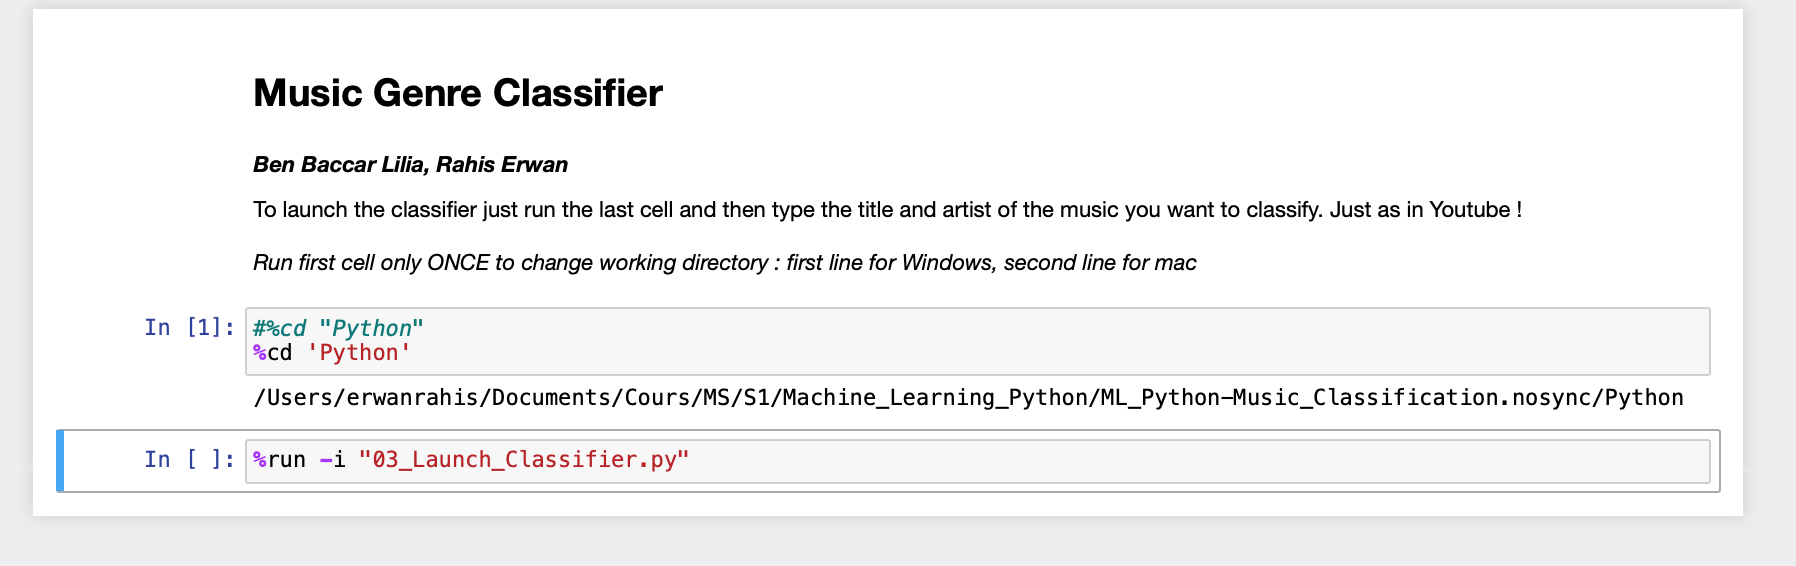 Music Genre Classifier
Ben Baccar Lilia, Rahis Erwan
To launch the classifier just run the last cell and then type the title and artist of the music you want to classify. Just as in Youtube !
Run first cell only ONCE to change working directory : first line for Windows, second line for mac
In [1]: #%cd "Python"
%cd 'Python'
/Users/erwanrahis/Documents/Cours/MS/S1/Machine_Learning_Python/ML_Python-Music_Classification.nosync/Python
In [ ]: %run -i "03_Launch_Classifier.py"